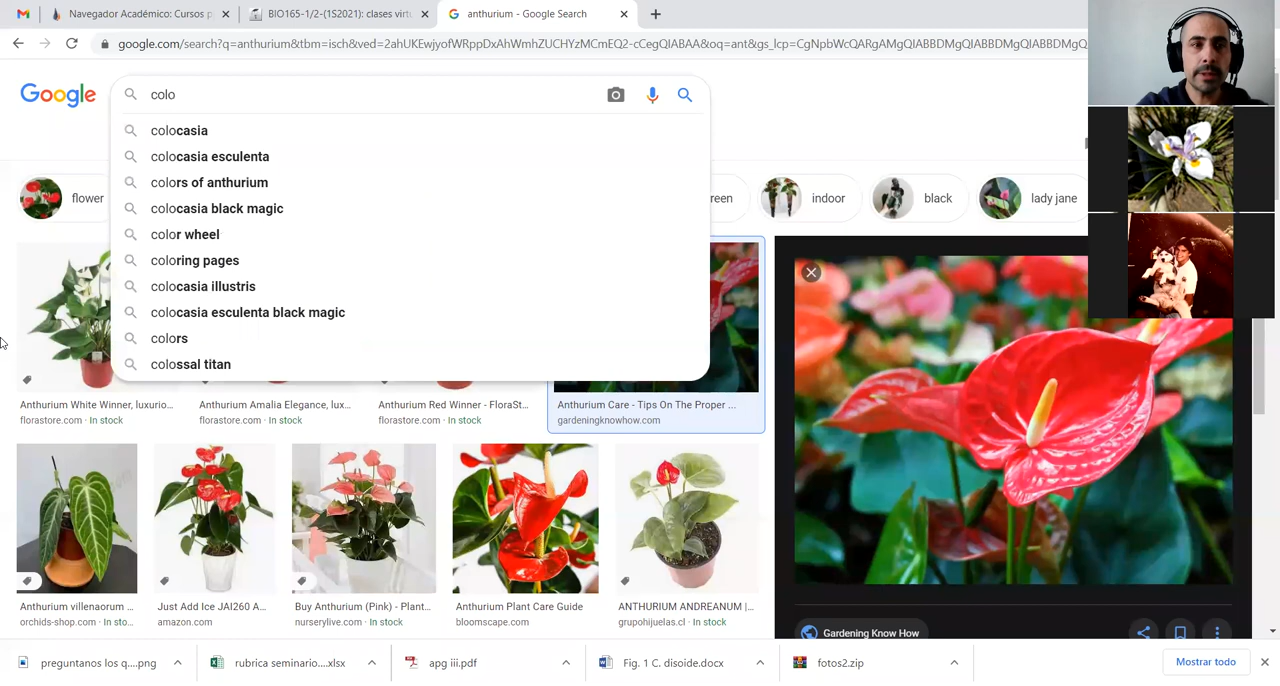 Navegador Académico: Cursos p
BIO165-1/2-(1S2021): clases virtu
anthurium - Google Search
google.com/search?q=anthurium&tbm=isch&ved=2ahUKEwjyofWRppDxAhWmhZUCHYzMCmEQ2-cCegQIABAA&oq=ant&gs_lcp=CgNpbWcQARgAMgQIABBDMgQIABBDMgQIABBDMgQ
Google
colo
colocasia
colocasia esculenta
colors of anthurium
colocasia black magic
color wheel
coloring pages
colocasia illustris
colocasia esculenta black magic
colors
colossal titan
flower
reen
indoor
black
lady jane
Anthurium White Winner, luxurio...
florastore.com · In stock
Anthurium Amalia Elegance, lux...
florastore.com · In stock
Anthurium Red Winner - FloraSt...
florastore.com · In stock
Anthurium Care - Tips On The Proper ...
gardeningknowhow.com
Anthurium villenaorum ...
orchids-shop.com · In sto...
Just Add Ice JAI260 A...
amazon.com
Buy Anthurium (Pink) - Plant...
nurserylive.com · In stock
Anthurium Plant Care Guide
bloomscape.com
ANTHURIUM ANDREANUM |...
grupohijuelas.cl · In stock
Gardening Know How
preguntanos los q....png
rubrica seminario....xlsx
apg iii.pdf
Fig. 1 C. disoide.docx
fotos2.zip
Mostrar todo